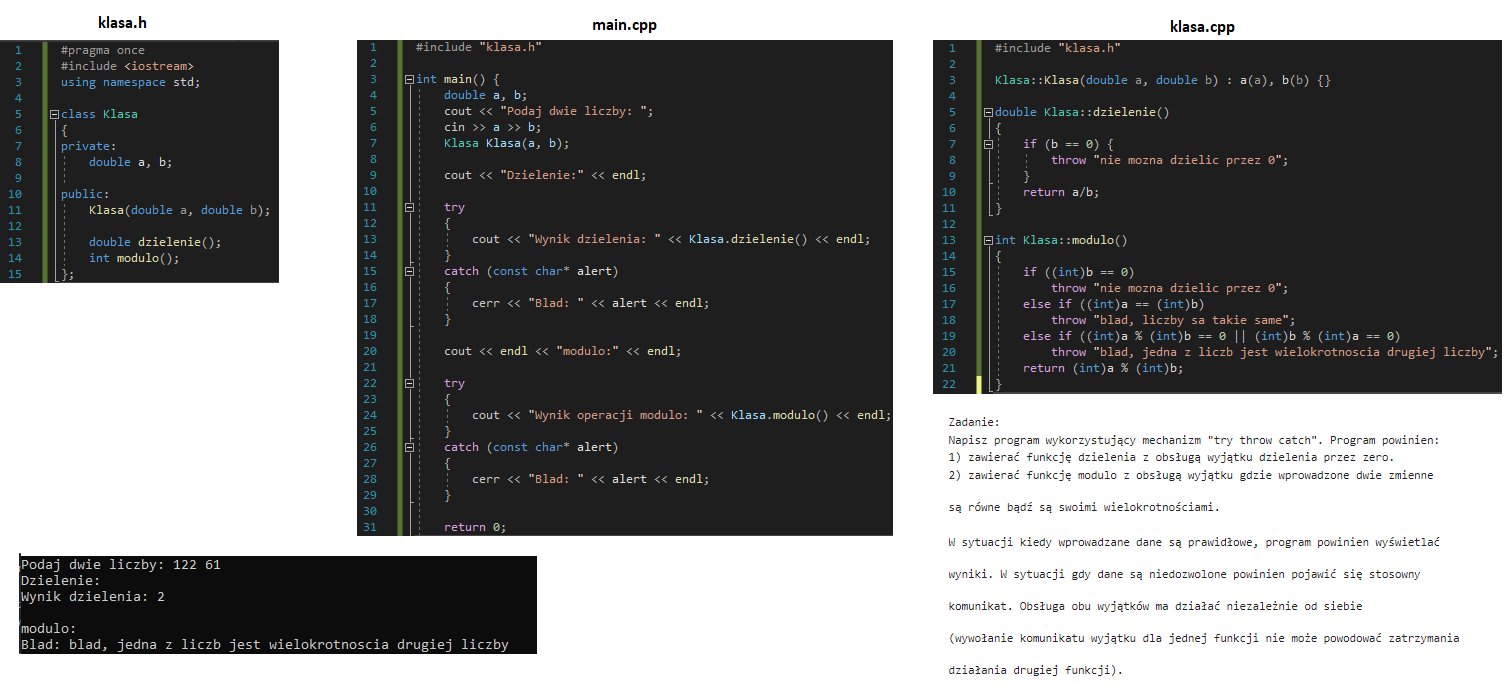 klasa.h
1 #pragma once
2 #include <iostream>
3 using namespace std;
4
5 class Klasa
6 {
7 private:
8 double a, b;
9
10 public:
11 Klasa(double a, double b);
12
13 double dzielenie();
14 int modulo();
15 };
main.cpp
1 #include "klasa.h"
2
3 int main() {
4 double a, b;
5 cout << "Podaj dwie liczby: ";
6 cin >> a >> b;
7 Klasa Klasa(a, b);
8
9 cout << "Dzielenie:" << endl;
10
11 try
12 {
13 cout << "Wynik dzielenia: " << Klasa.dzielenie() << endl;
14 }
15 catch (const char* alert)
16 {
17 cerr << "Blad: " << alert << endl;
18 }
19
20 cout << endl << "modulo:" << endl;
21
22 try
23 {
24 cout << "Wynik operacji modulo: " << Klasa.modulo() << endl;
25 }
26 catch (const char* alert)
27 {
28 cerr << "Blad: " << alert << endl;
29 }
30
31 return 0;
klasa.cpp
1 #include "klasa.h"
2
3 Klasa::Klasa(double a, double b) : a(a), b(b) {}
4
5 double Klasa::dzielenie()
6 {
7 if (b == 0) {
8 throw "nie mozna dzielic przez 0";
9 }
10 return a/b;
11 }
12
13 int Klasa::modulo()
14 {
15 if ((int)b == 0)
16 throw "nie mozna dzielic przez 0";
17 else if ((int)a == (int)b)
18 throw "blad, liczby sa takie same";
19 else if ((int)a % (int)b == 0 || (int)b % (int)a == 0)
20 throw "blad, jedna z liczb jest wielokrotnoscia drugiej liczby";
21 return (int)a % (int)b;
22 }
Zadanie:
Napisz program wykorzystujący mechanizm "try throw catch". Program powinien:
1) zawierać funkcję dzielenia z obsługą wyjątku dzielenia przez zero.
2) zawierać funkcję modulo z obsługą wyjątku gdzie wprowadzone dwie zmienne
są równe bądź są swoimi wielokrotnościami.
W sytuacji kiedy wprowadzane dane są prawidłowe, program powinien wyświetlać
wyniki. W sytuacji gdy dane są niedozwolone powinien pojawić się stosowny
komunikat. Obsługa obu wyjątków ma działać niezależnie od siebie
(wywołanie komunikatu wyjątku dla jednej funkcji nie może powodować zatrzymania
działania drugiej funkcji).
Podaj dwie liczby: 122 61
Dzielenie:
Wynik dzielenia: 2
modulo:
Blad: blad, jedna z liczb jest wielokrotnoscia drugiej liczby